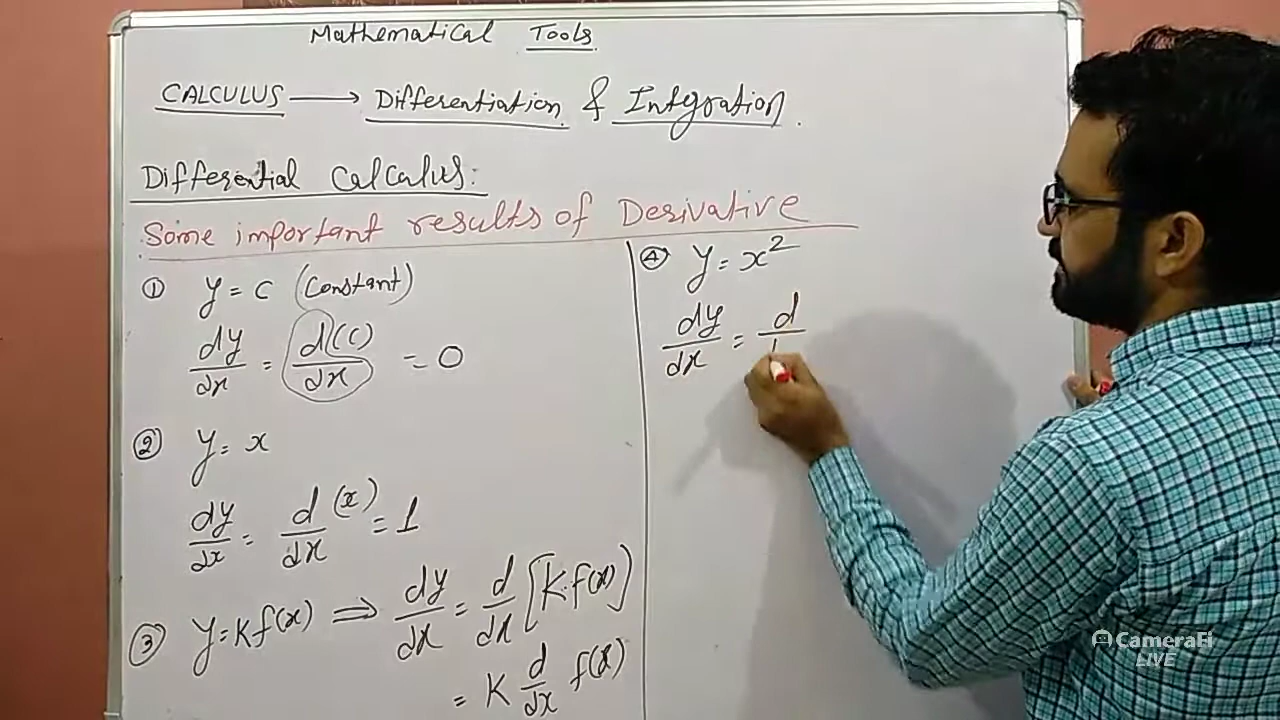 Mathematical Tools
CALCULUS → Differentiation & Integration.
Differential Calculus:
Some important results of Derivative
① y = c (Constant)
dy/dx = d(c)/dx = 0
② y = x
dy/dx = d/dx (x) = 1
③ y = K f(x) ⇒ dy/dx = d/dx [K·f(x)]
= K d/dx f(x)
④ y = x²
dy/dx = d
CameraFi
LIVE